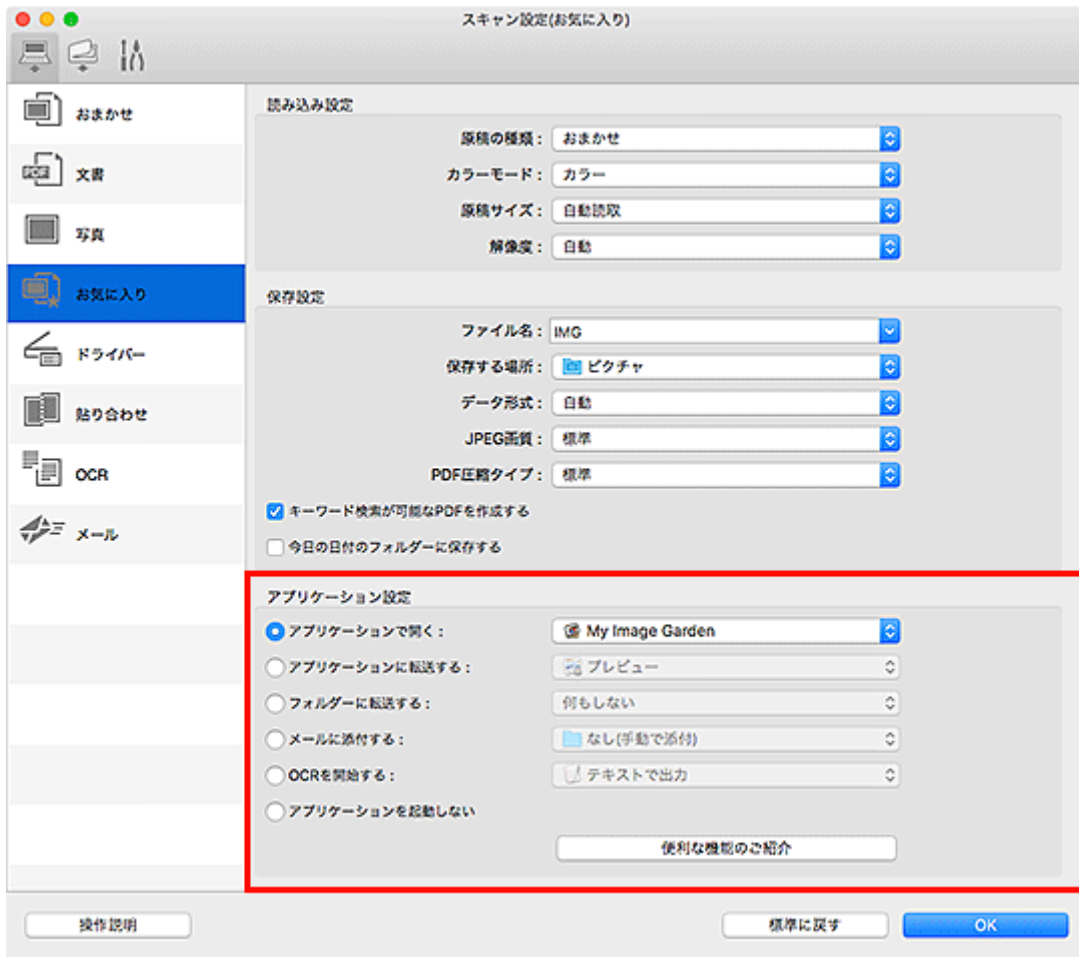 スキャン設定(お気に入り)
おまかせ
PDF 文書
写真
お気に入り
ドライバー
貼り合わせ
OCR
メール
読み込み設定
原稿の種類： おまかせ
カラーモード： カラー
原稿サイズ： 自動読取
解像度： 自動
保存設定
ファイル名： IMG
保存する場所： ピクチャ
データ形式： 自動
JPEG画質： 標準
PDF圧縮タイプ： 標準
キーワード検索が可能なPDFを作成する
今日の日付のフォルダーに保存する
アプリケーション設定
アプリケーションで開く： My Image Garden
アプリケーションに転送する： プレビュー
フォルダーに転送する： 何もしない
メールに添付する： なし(手動で添付)
OCRを開始する： テキストで出力
アプリケーションを起動しない
便利な機能のご紹介
操作説明
標準に戻す
OK